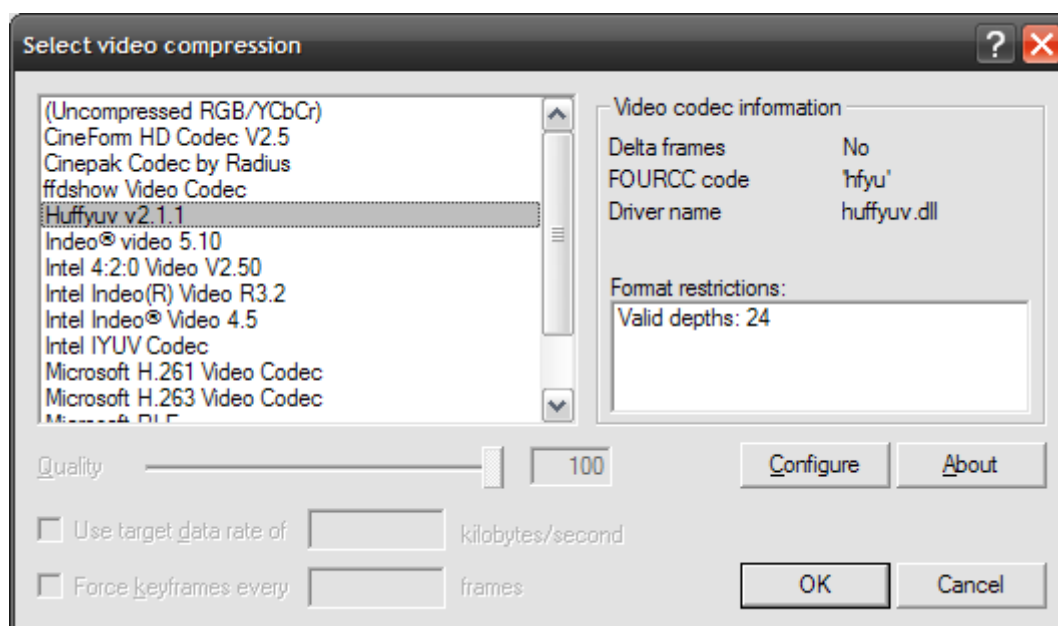 Select video compression
(Uncompressed RGB/YCbCr)
CineForm HD Codec V2.5
Cinepak Codec by Radius
ffdshow Video Codec
Huffyuv v2.1.1
Indeo® video 5.10
Intel 4:2:0 Video V2.50
Intel Indeo(R) Video R3.2
Intel Indeo® Video 4.5
Intel IYUV Codec
Microsoft H.261 Video Codec
Microsoft H.263 Video Codec
Microsoft RLE
Video codec information
Delta frames No
FOURCC code 'hfyu'
Driver name huffyuv.dll
Format restrictions:
Valid depths: 24
Quality 100
Configure About
Use target data rate of kilobytes/second
Force keyframes every frames
OK Cancel